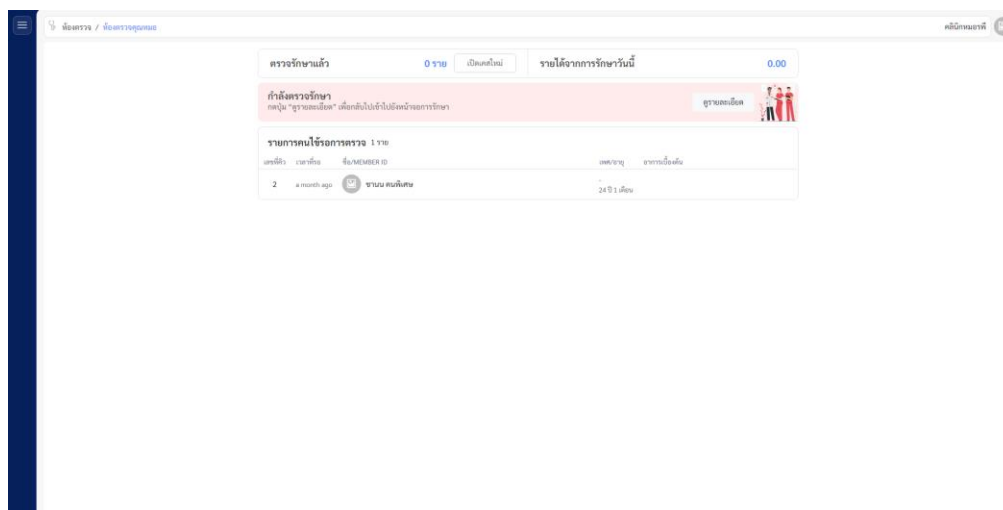 ห้องตรวจ / ห้องตรวจคุณหมอ
คลินิกหมอรพี
ตรวจรักษาแล้ว 0 ราย เปิดเคสใหม่ รายได้จากการรักษาวันนี้ 0.00
กำลังตรวจรักษา
กดปุ่ม "ดูรายละเอียด" เพื่อกลับไปเข้าไปยังหน้าจอการรักษา
ดูรายละเอียด
รายการคนไข้รอการตรวจ 1 ราย
เลขที่คิว เวลาที่รอ ชื่อ/MEMBER ID เพศ/อายุ อาการเบื้องต้น
2 a month ago ชานน คนพิเศษ -
24 ปี 1 เดือน